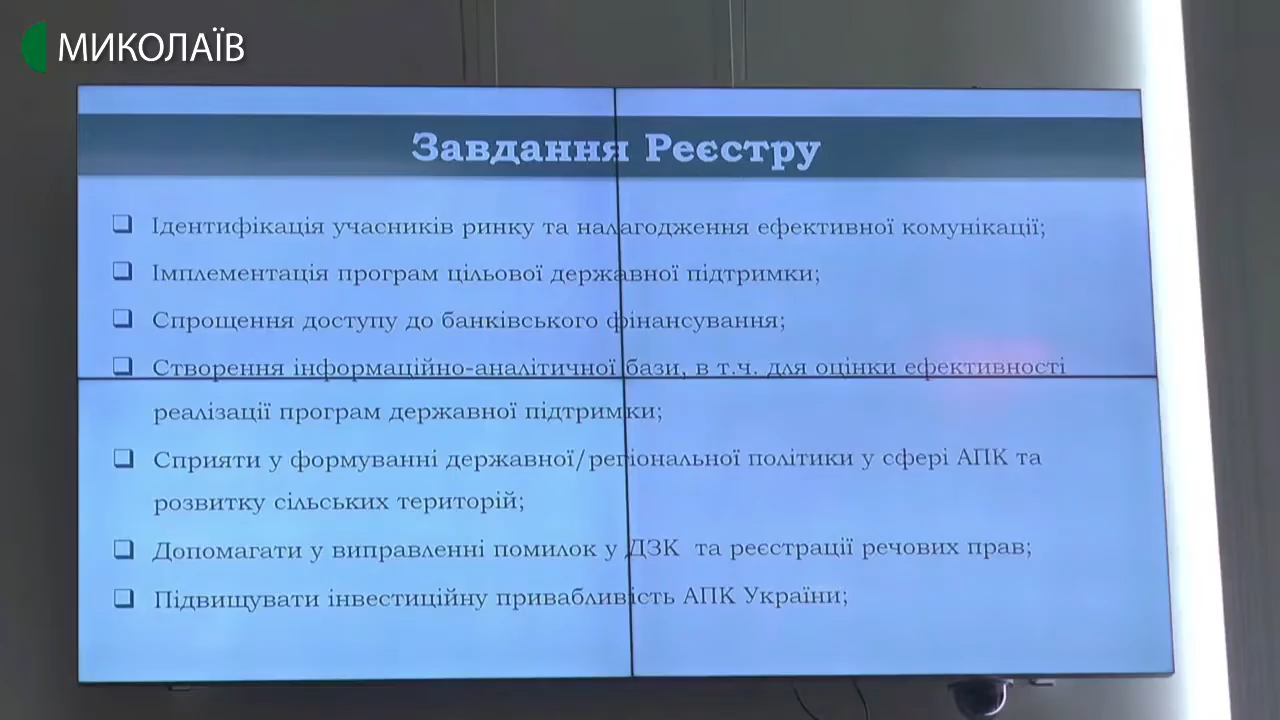 МИКОЛАЇВ
Завдання Реєстру
Ідентифікація учасників ринку та налагодження ефективної комунікації;
Імплементація програм цільової державної підтримки;
Спрощення доступу до банківського фінансування;
Створення інформаційно-аналітичної бази, в т.ч. для оцінки ефективності
реалізації програм державної підтримки;
Сприяти у формуванні державної/регіональної політики у сфері АПК та
розвитку сільських територій;
Допомагати у виправленні помилок у ДЗК та реєстрації речових прав;
Підвищувати інвестиційну привабливість АПК України;